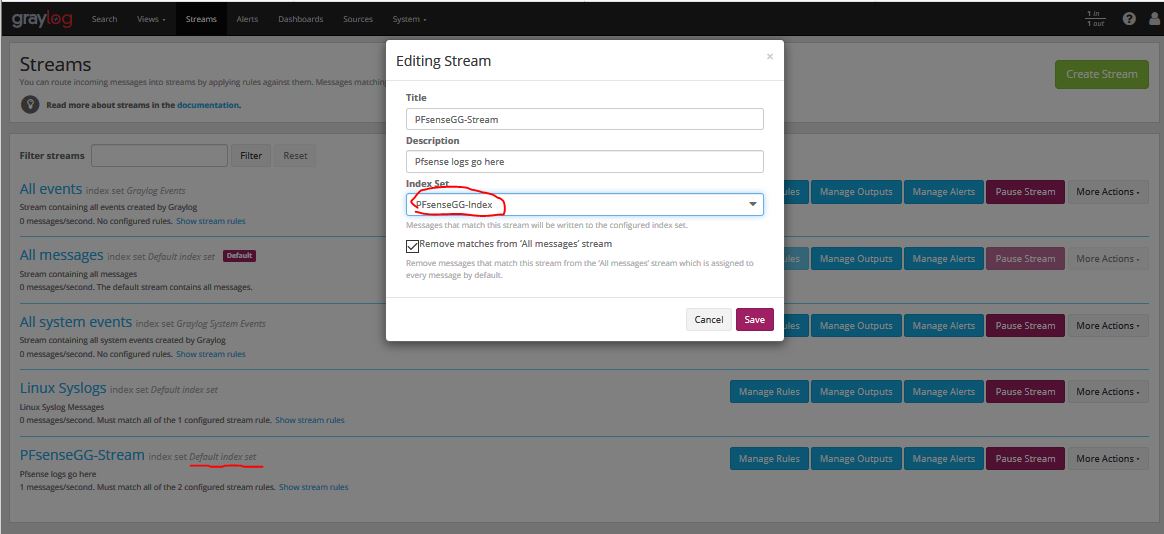 graylog Search Views Streams Alerts Dashboards Sources System 1 in
1 out
Streams
You can route incoming messages into streams by applying rules against them. Messages matching
Read more about streams in the documentation.
Create Stream
Filter streams Filter Reset
All events index set Graylog Events
Stream containing all events created by Graylog
0 messages/second. No configured rules. Show stream rules
ules Manage Outputs Manage Alerts Pause Stream More Actions
All messages index set Default index set Default
Stream containing all messages
0 messages/second. The default stream contains all messages.
ules Manage Outputs Manage Alerts Pause Stream More Actions
All system events index set Graylog System Events
Stream containing all system events created by Graylog
0 messages/second. No configured rules. Show stream rules
ules Manage Outputs Manage Alerts Pause Stream More Actions
Linux Syslogs index set Default index set
Linux Syslog Messages
0 messages/second. Must match all of the 1 configured stream rule. Show stream rules
Manage Rules Manage Outputs Manage Alerts Pause Stream More Actions
PFsenseGG-Stream index set Default index set
Pfsense logs go here
1 messages/second. Must match all of the 2 configured stream rules. Show stream rules
Manage Rules Manage Outputs Manage Alerts Pause Stream More Actions
Editing Stream ×
Title
PFsenseGG-Stream
Description
Pfsense logs go here
Index Set
PFsenseGG-Index
Messages that match this stream will be written to the configured index set.
Remove matches from 'All messages' stream
Remove messages that match this stream from the 'All messages' stream which is assigned to
every message by default.
Cancel Save